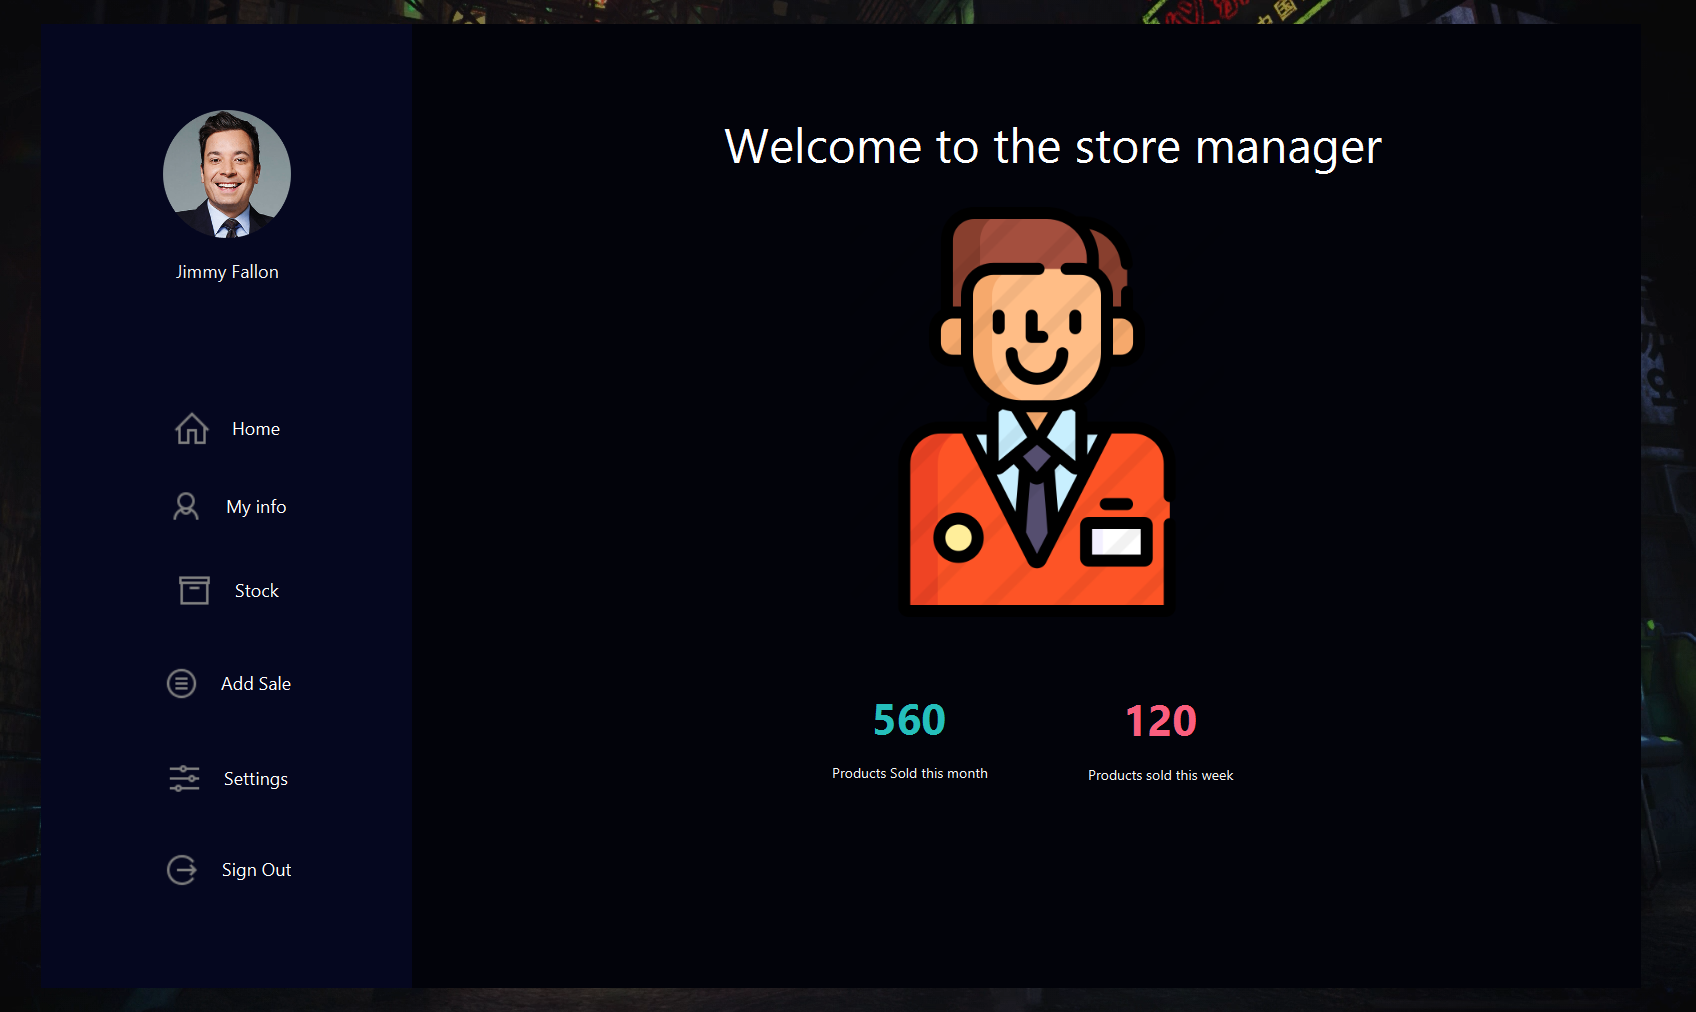 Jimmy Fallon
Home
My info
Stock
Add Sale
Settings
Sign Out
Welcome to the store manager
560
Products Sold this month
120
Products sold this week